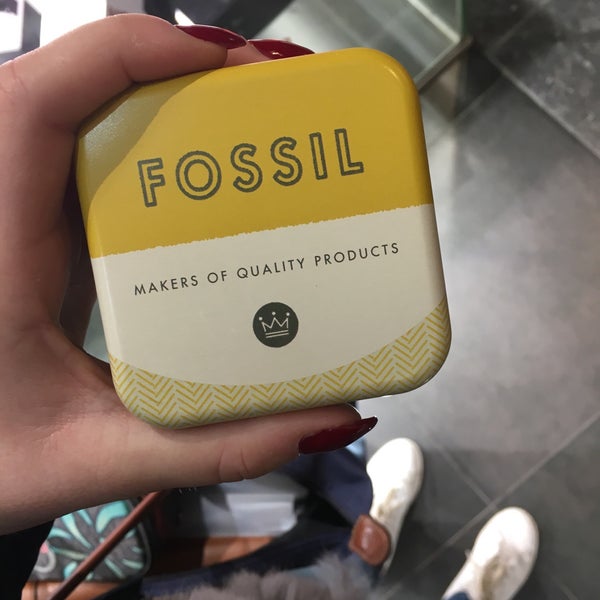 FOSSIL
MAKERS OF QUALITY PRODUCTS